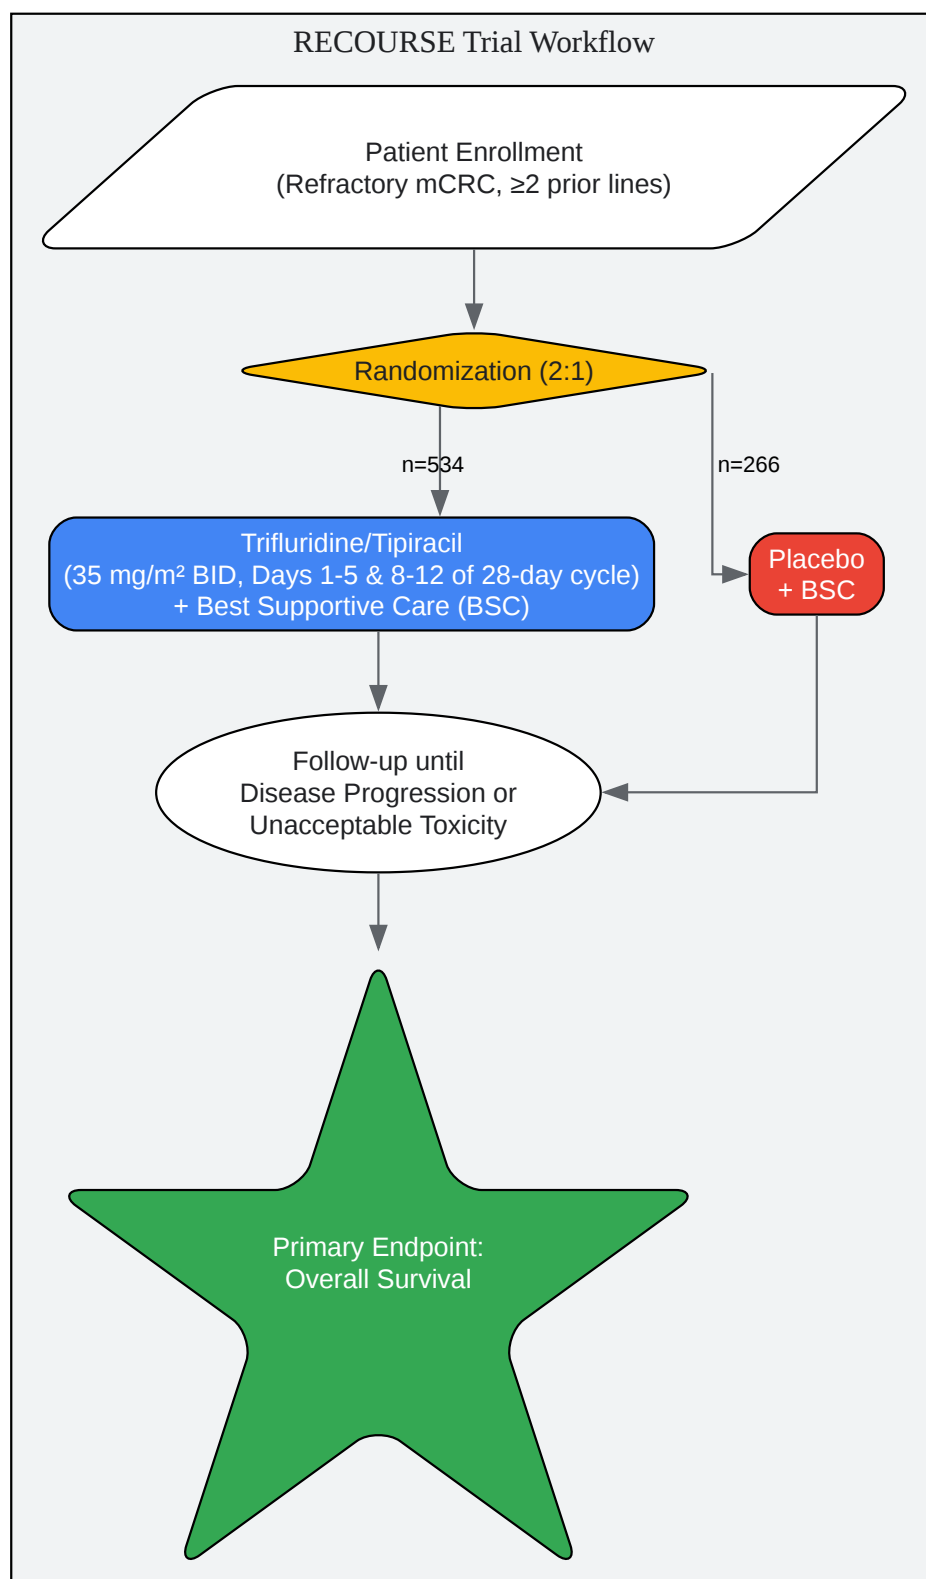 RECOURSE Trial Workflow
Patient Enrollment
(Refractory mCRC, ≥2 prior lines)
Randomization (2:1)
n=534
n=266
Trifluridine/Tipiracil
(35 mg/m² BID, Days 1-5 & 8-12 of 28-day cycle)
+ Best Supportive Care (BSC)
Placebo
+ BSC
Follow-up until
Disease Progression or
Unacceptable Toxicity
Primary Endpoint:
Overall Survival